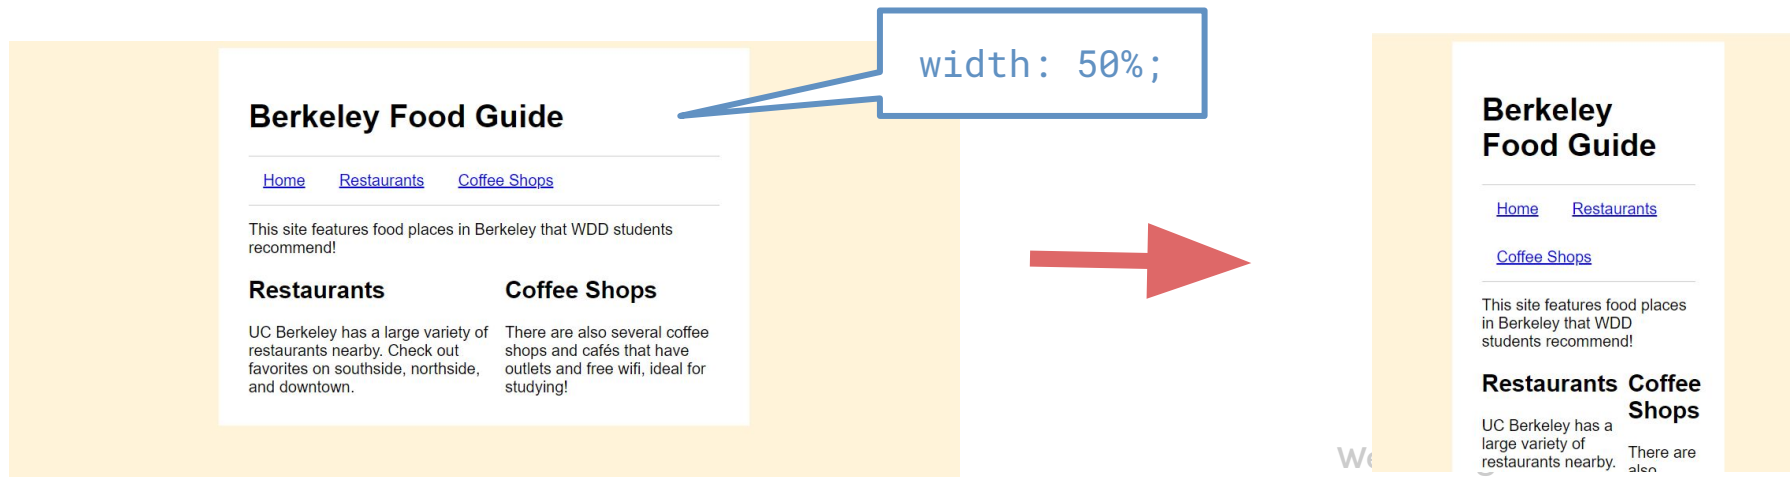 width: 50%;
Berkeley Food Guide
Home Restaurants Coffee Shops
This site features food places in Berkeley that WDD students
recommend!
Restaurants
UC Berkeley has a large variety of
restaurants nearby. Check out
favorites on southside, northside,
and downtown.
Coffee Shops
There are also several coffee
shops and cafés that have
outlets and free wifi, ideal for
studying!
Berkeley
Food Guide
Home Restaurants
Coffee Shops
This site features food places
in Berkeley that WDD
students recommend!
Restaurants
UC Berkeley has a
large variety of
restaurants nearby.
Coffee
Shops
There are
also